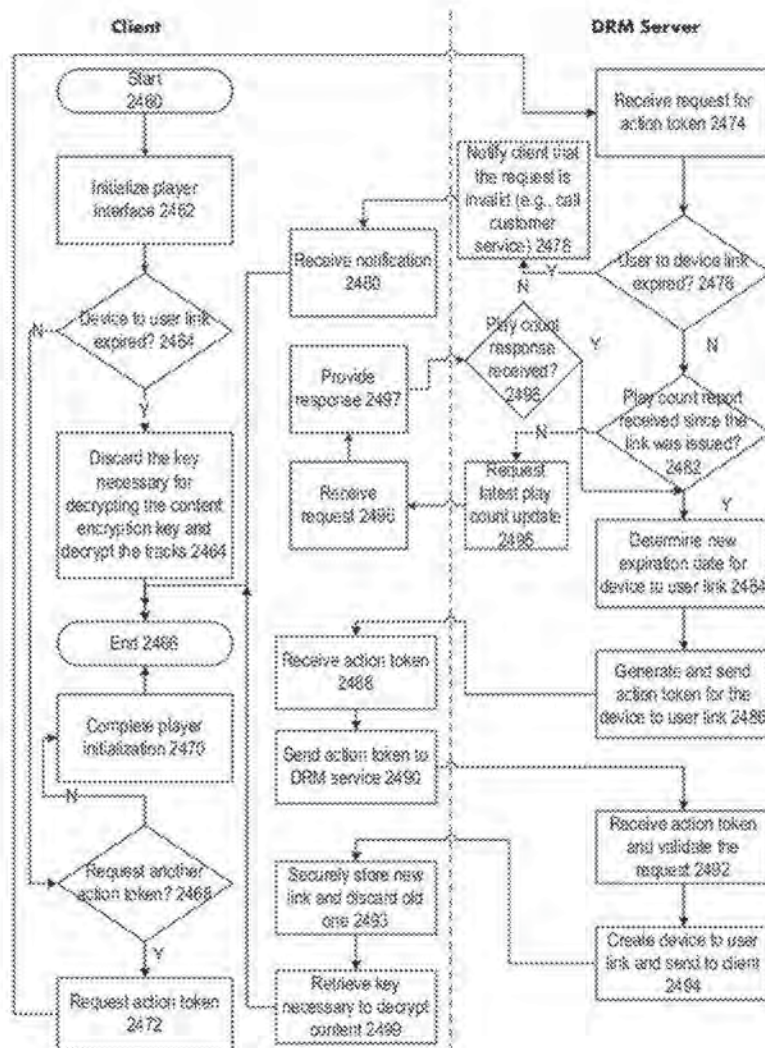 Client
DRM Server
Start
2460
Receive request for
action token 2474
Initialize player
interface 2462
Notify client that
the request is
invalid (e.g., call
customer
service) 2478
Receive notification
2480
User to device link
expired? 2476
Y
N
Device to user link
expired? 2464
N
Y
Play count
response
received?
2498
N
Y
Provide
response 2497
Play count report
received since the
link was issued?
2482
N
Y
Discard the key
necessary for
decrypting the content
encryption key and
decrypt the tracks 2464
Receive
request 2496
Request
latest play
count update
2495
Determine new
expiration date for
device to user link 2484
End 2466
Receive action token
2488
Generate and send
action token for the
device to user link 2486
Complete player
initialization 2470
Send action token to
DRM service 2490
N
Receive action token
and validate the
request 2492
Request another
action token? 2468
Y
Securely store new
link and discard old
one 2493
Create device to user
link and send to client
2494
Request action token
2472
Retrieve key
necessary to decrypt
content 2499